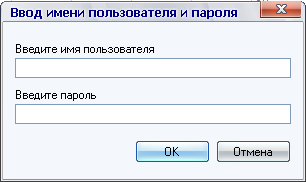 Ввод имени пользователя и пароля
Введите имя пользователя
Введите пароль
OK
Отмена